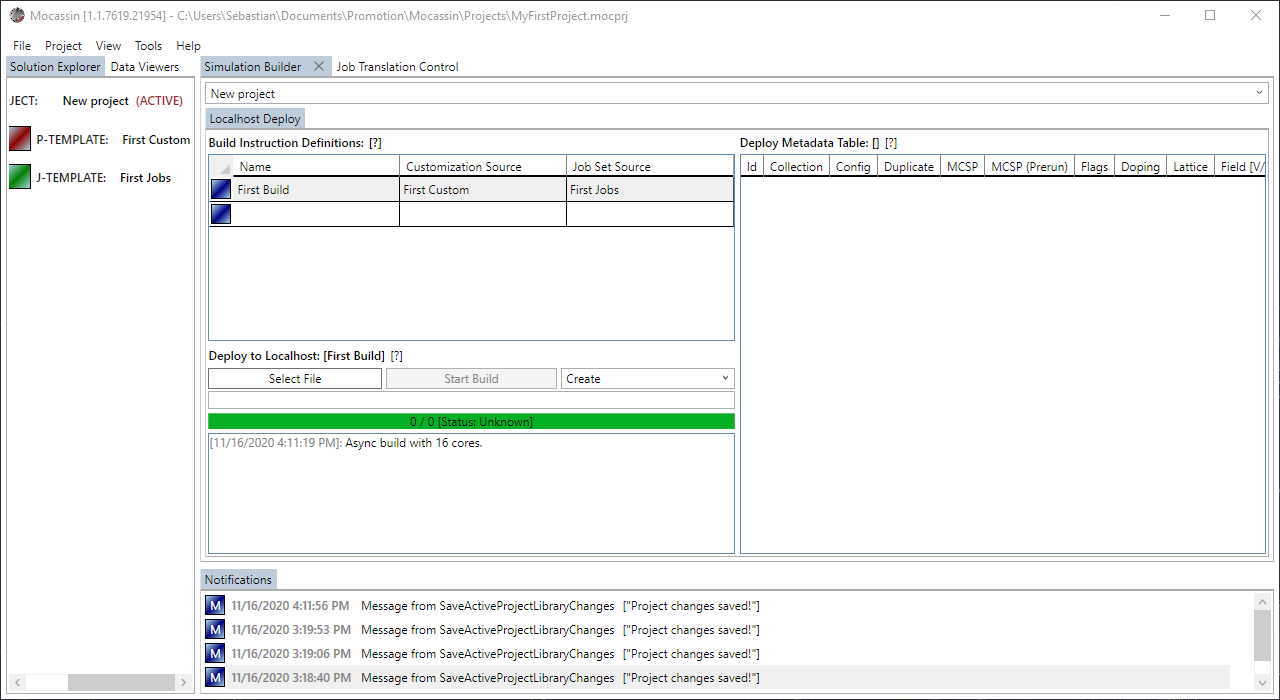 Mocassin [1.1.7619.21954] - C:\Users\Sebastian\Documents\Promotion\Mocassin\Projects\MyFirstProject.mocprj
File Project View Tools Help
Solution Explorer Data Viewers
JECT: New project (ACTIVE)
P-TEMPLATE: First Custom
J-TEMPLATE: First Jobs
Simulation Builder Job Translation Control
New project
Localhost Deploy
Build Instruction Definitions: [?]
Name Customization Source Job Set Source
First Build First Custom First Jobs
Deploy to Localhost: [First Build] [?]
Select File Start Build Create
0 / 0 [Status: Unknown]
[11/16/2020 4:11:19 PM]: Async build with 16 cores.
Deploy Metadata Table: [] [?]
Id Collection Config Duplicate MCSP MCSP (Prerun) Flags Doping Lattice Field [V/
Notifications
M 11/16/2020 4:11:56 PM Message from SaveActiveProjectLibraryChanges ["Project changes saved!"]
M 11/16/2020 3:19:53 PM Message from SaveActiveProjectLibraryChanges ["Project changes saved!"]
M 11/16/2020 3:19:06 PM Message from SaveActiveProjectLibraryChanges ["Project changes saved!"]
M 11/16/2020 3:18:40 PM Message from SaveActiveProjectLibraryChanges ["Project changes saved!"]